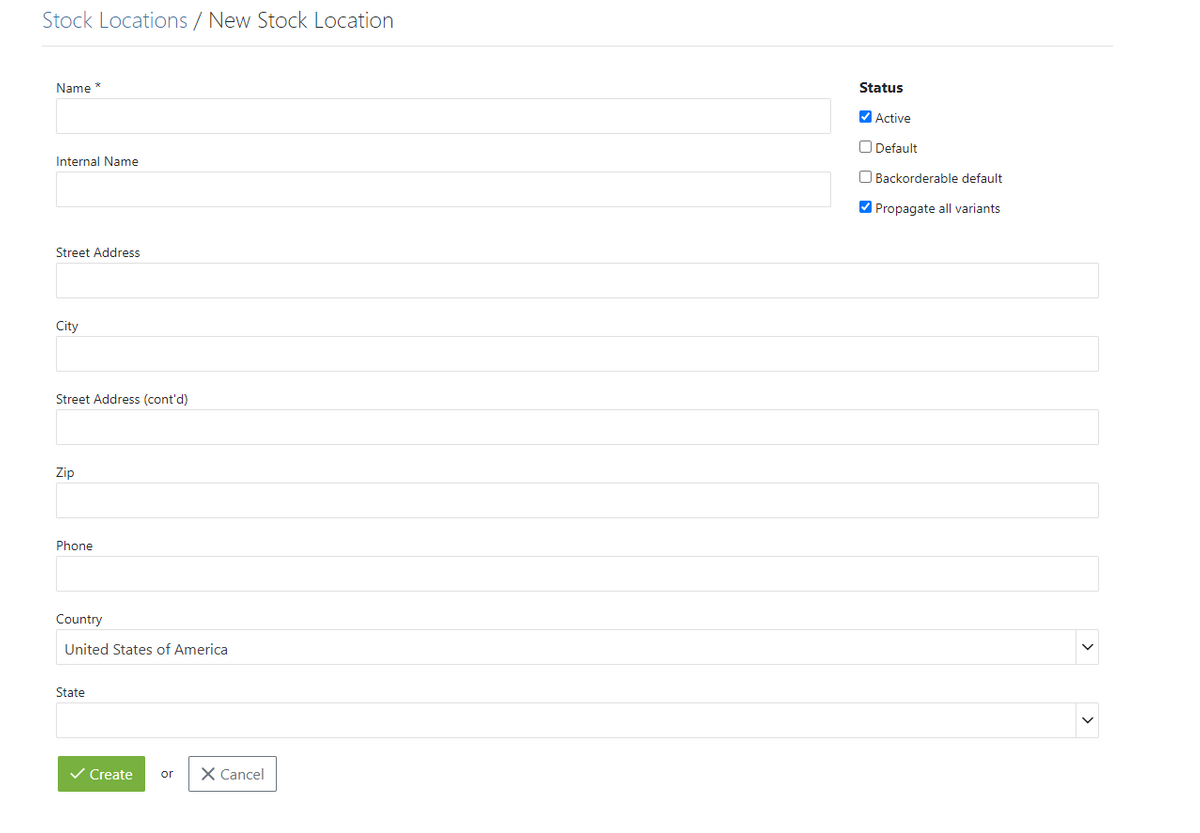 Stock Locations / New Stock Location
Name *
Status
Active
Default
Internal Name
Backorderable default
Propagate all variants
Street Address
City
Street Address (cont'd)
Zip
Phone
Country
United States of America
State
Create or Cancel